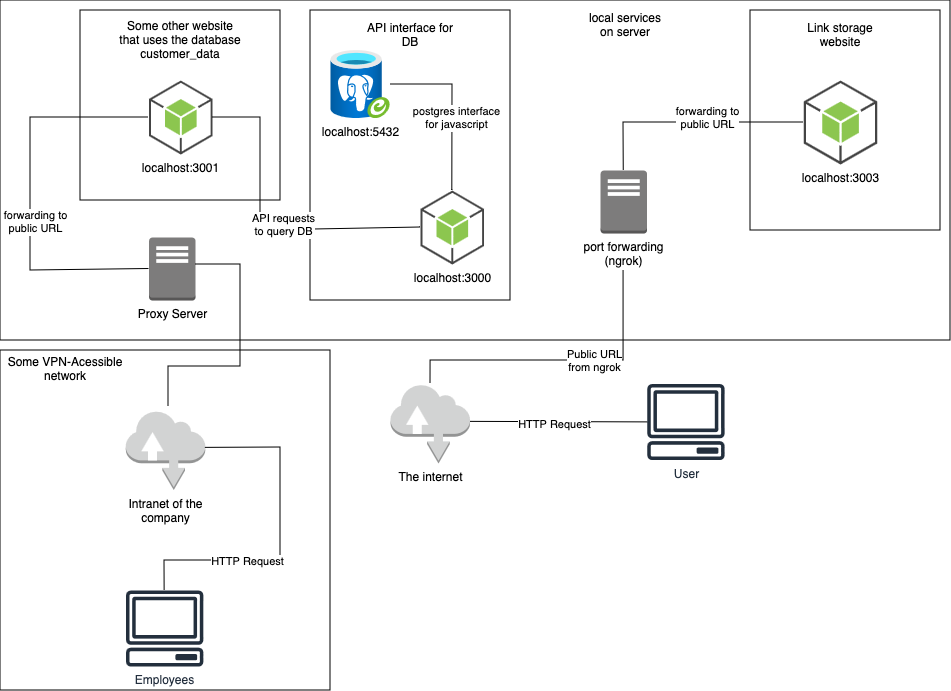 Some other website
that uses the database
customer_data
localhost:3001
API interface for
DB
localhost:5432
postgres interface
for javascript
localhost:3000
local services
on server
Link storage
website
forwarding to
public URL
localhost:3003
port forwarding
(ngrok)
forwarding to
public URL
API requests
to query DB
Proxy Server
Some VPN-Acessible
network
Intranet of the
company
HTTP Request
Employees
Public URL
from ngrok
The internet
HTTP Request
User